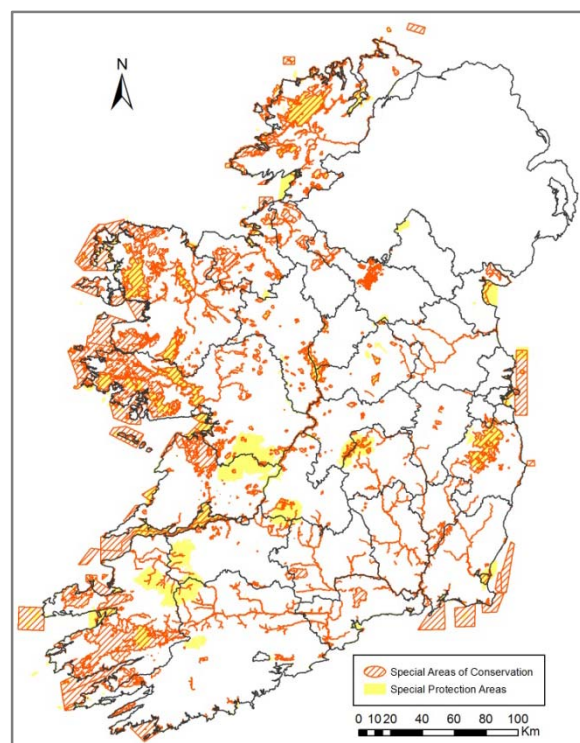 N
Special Areas of Conservation
Special Protection Areas
0 10 20 40 60 80 100
Km